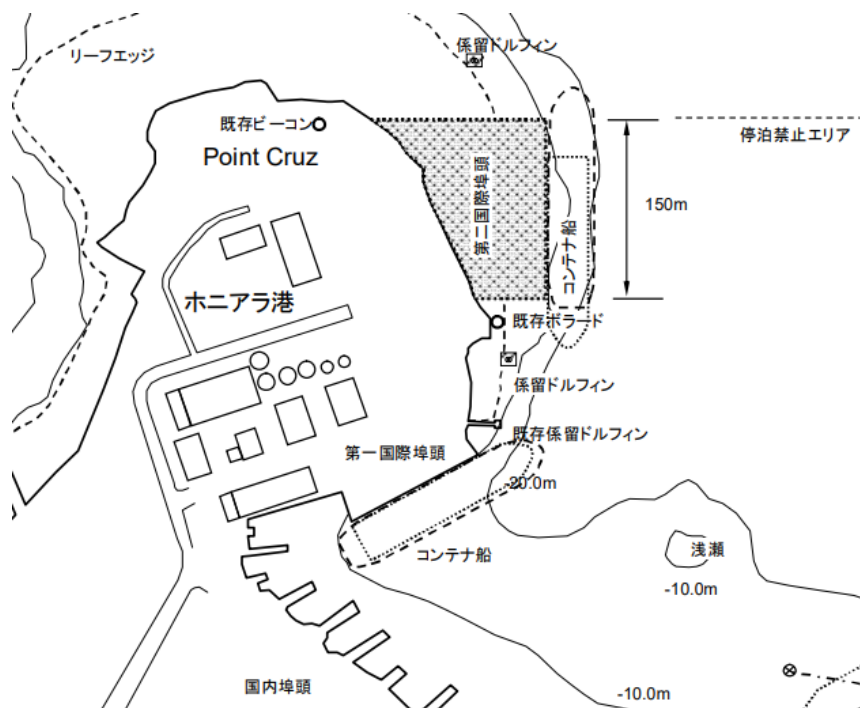 リーフエッジ
係留ドルフィン
既存ビーコン
Point Cruz
停泊禁止エリア
第二国際埠頭
コンテナ船
150m
ホニアラ港
既存ボラード
係留ドルフィン
既存係留ドルフィン
第一国際埠頭
-20.0m
コンテナ船
浅瀬
-10.0m
国内埠頭
-10.0m